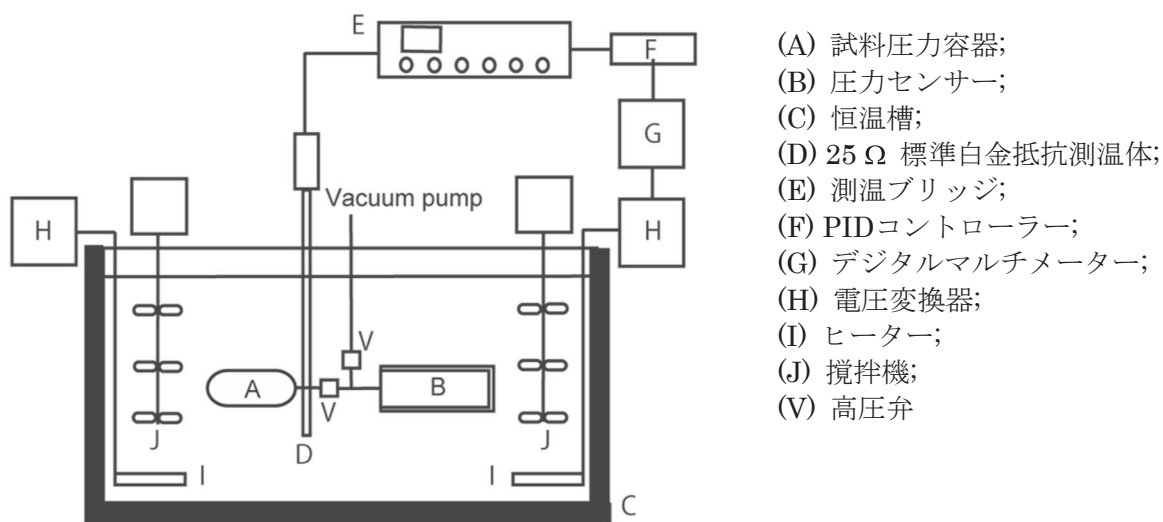 E
F
G
H
H
Vacuum pump
V
A
V
B
D
J
J
I
I
C
(A) 試料圧力容器;
(B) 圧力センサー;
(C) 恒温槽;
(D) 25 Ω 標準白金抵抗測温体;
(E) 測温ブリッジ;
(F) PIDコントローラー;
(G) デジタルマルチメーター;
(H) 電圧変換器;
(I) ヒーター;
(J) 撹拌機;
(V) 高圧弁